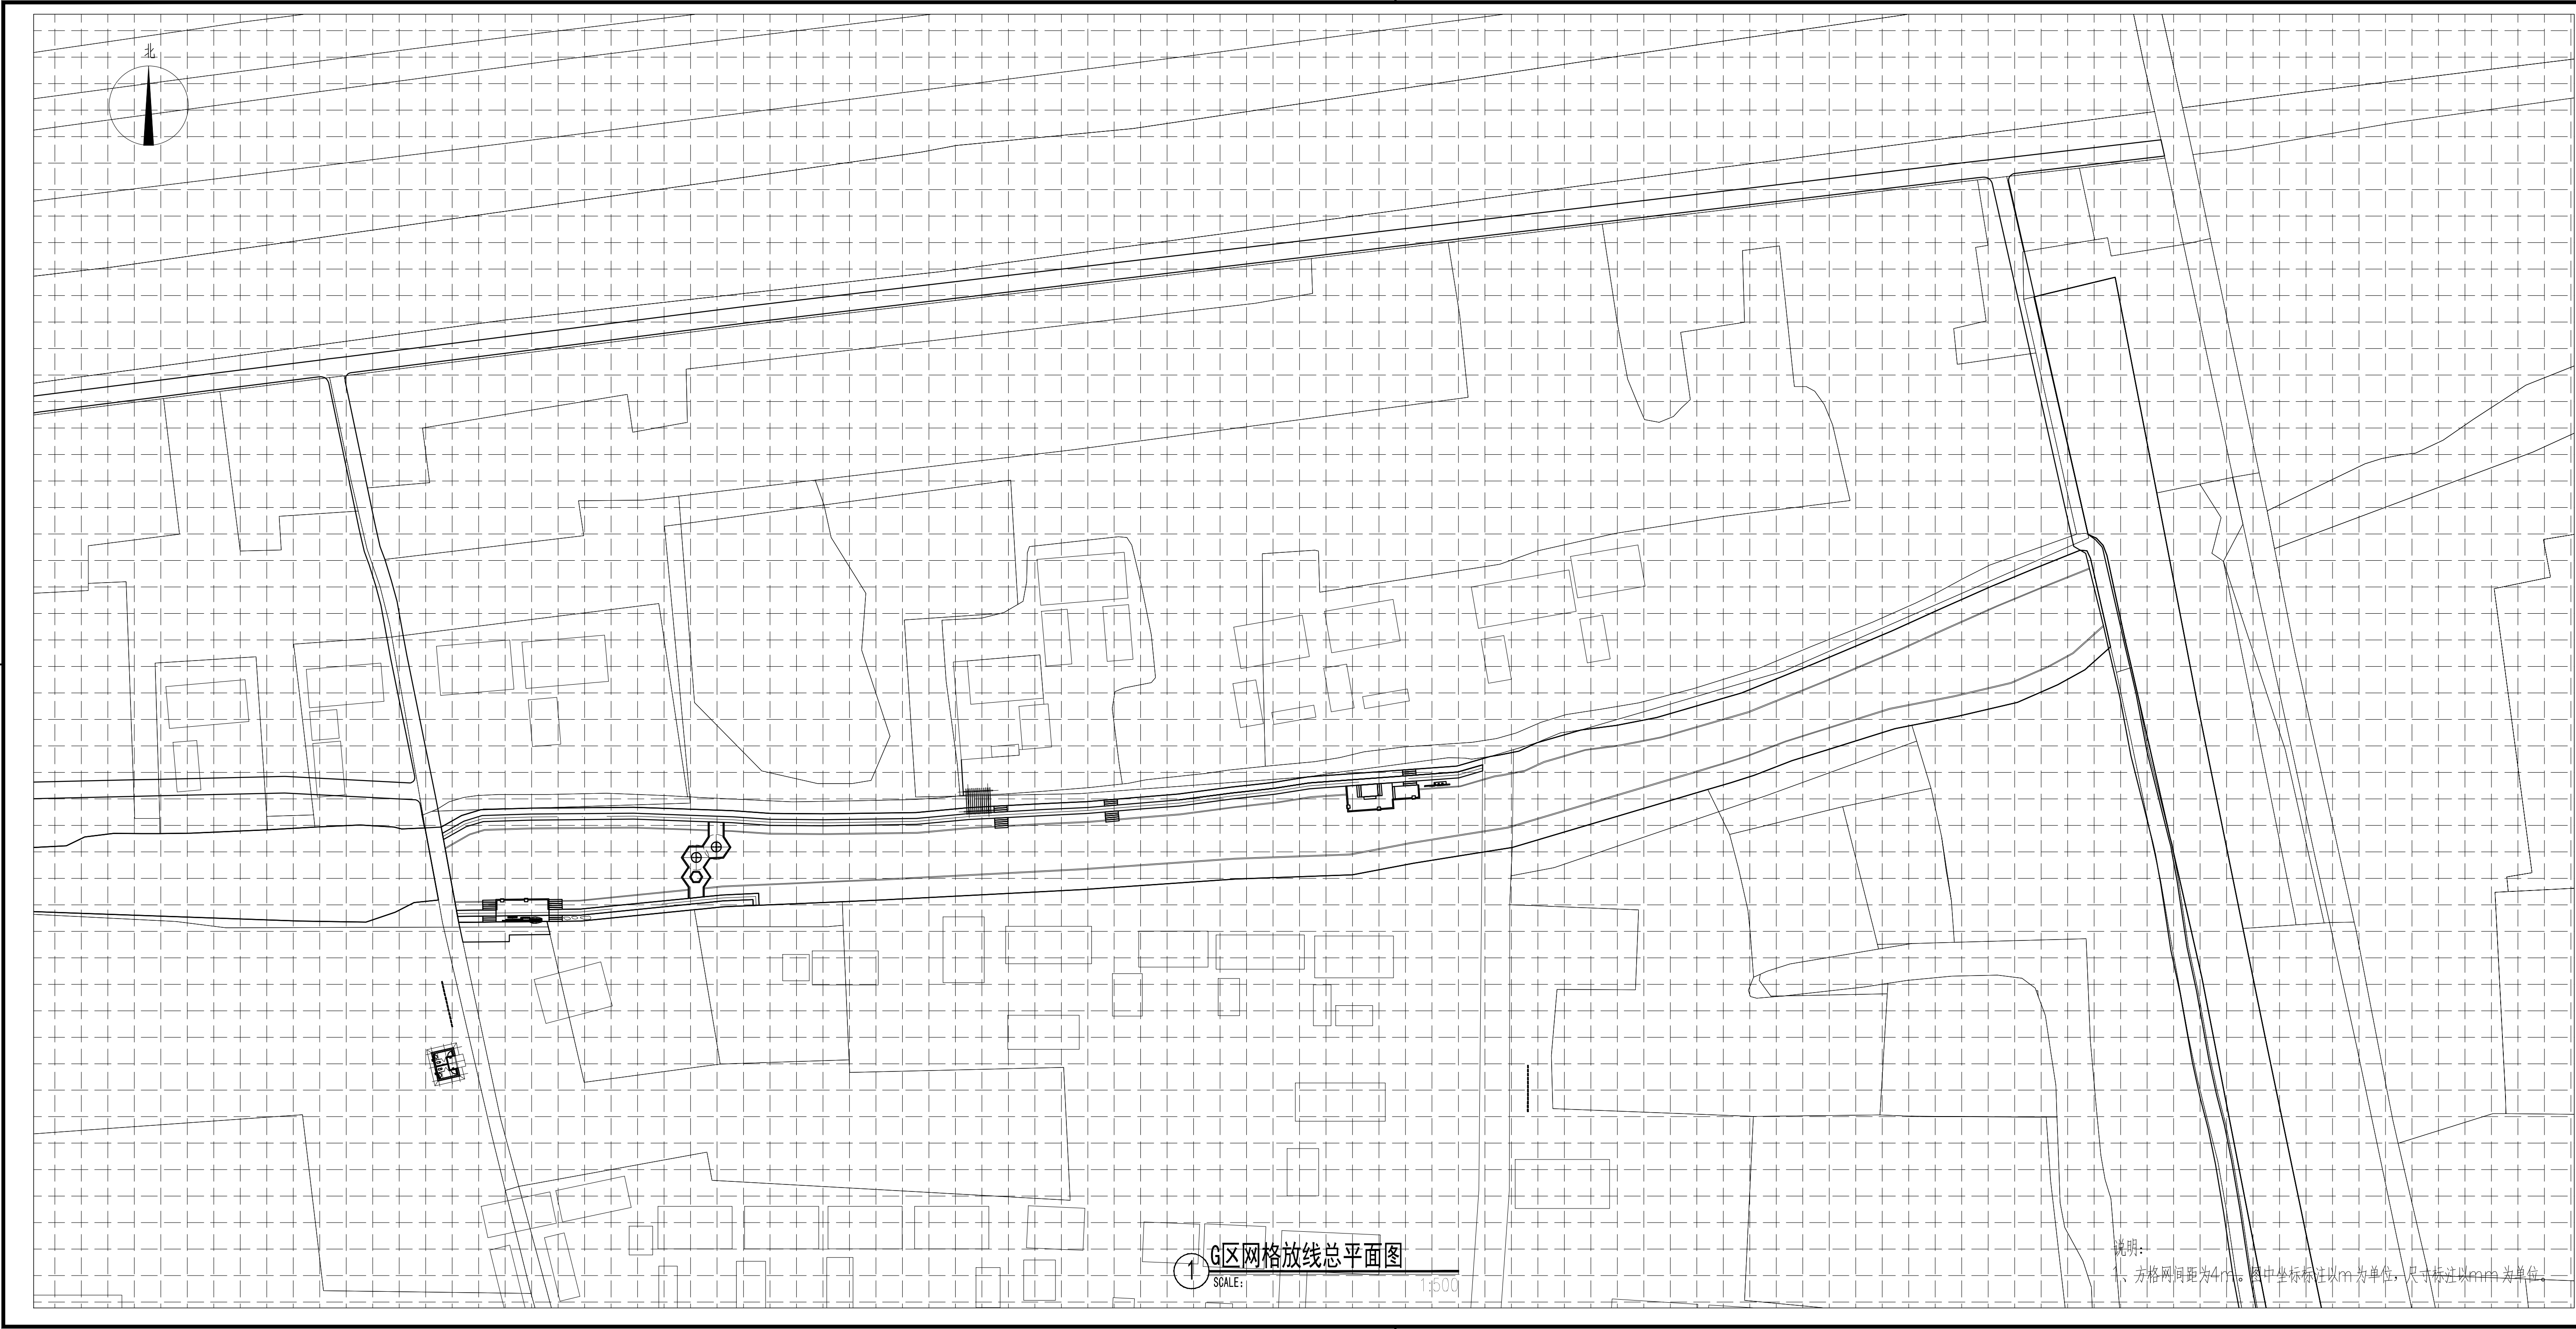 北
1
G区网格放线总平面图
SCALE:
1:500
说明:
1、方格网间距为4m。图中坐标标注以m为单位，尺寸标注以mm为单位。